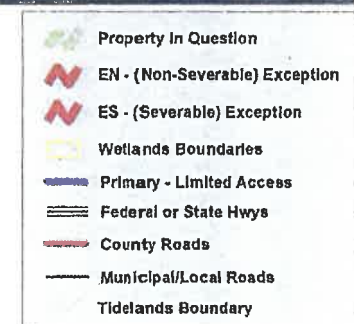 Property In Question
EN - (Non-Severable) Exception
ES - (Severable) Exception
Wetlands Boundaries
Primary - Limited Access
Federal or State Hwys
County Roads
Municipal/Local Roads
Tidelands Boundary